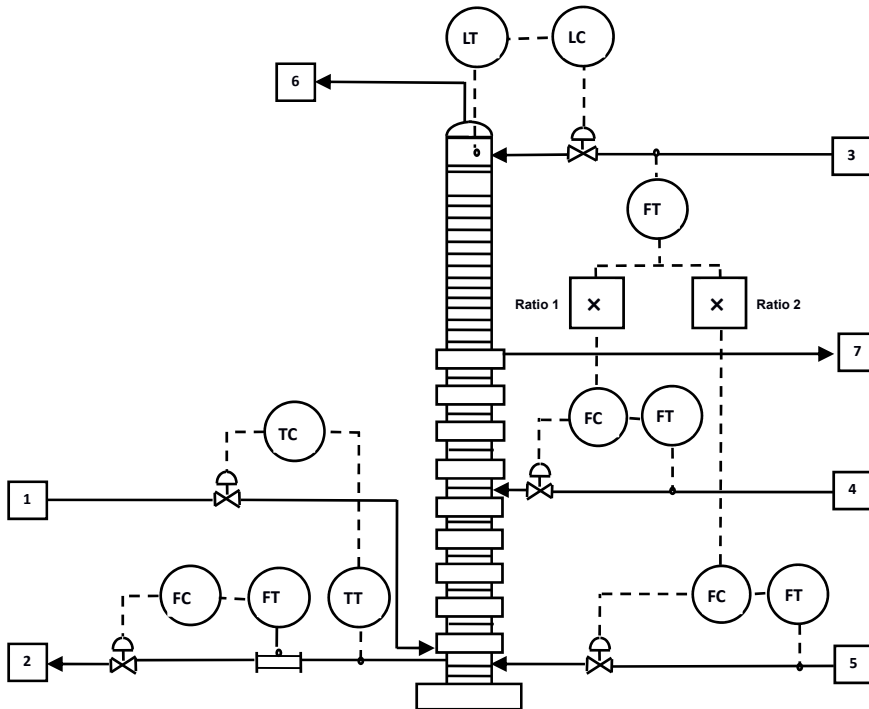 LT LC
6
3
FT
Ratio 1 × × Ratio 2
7
FC FT
TC
1
4
FC FT TT FC FT
2
5